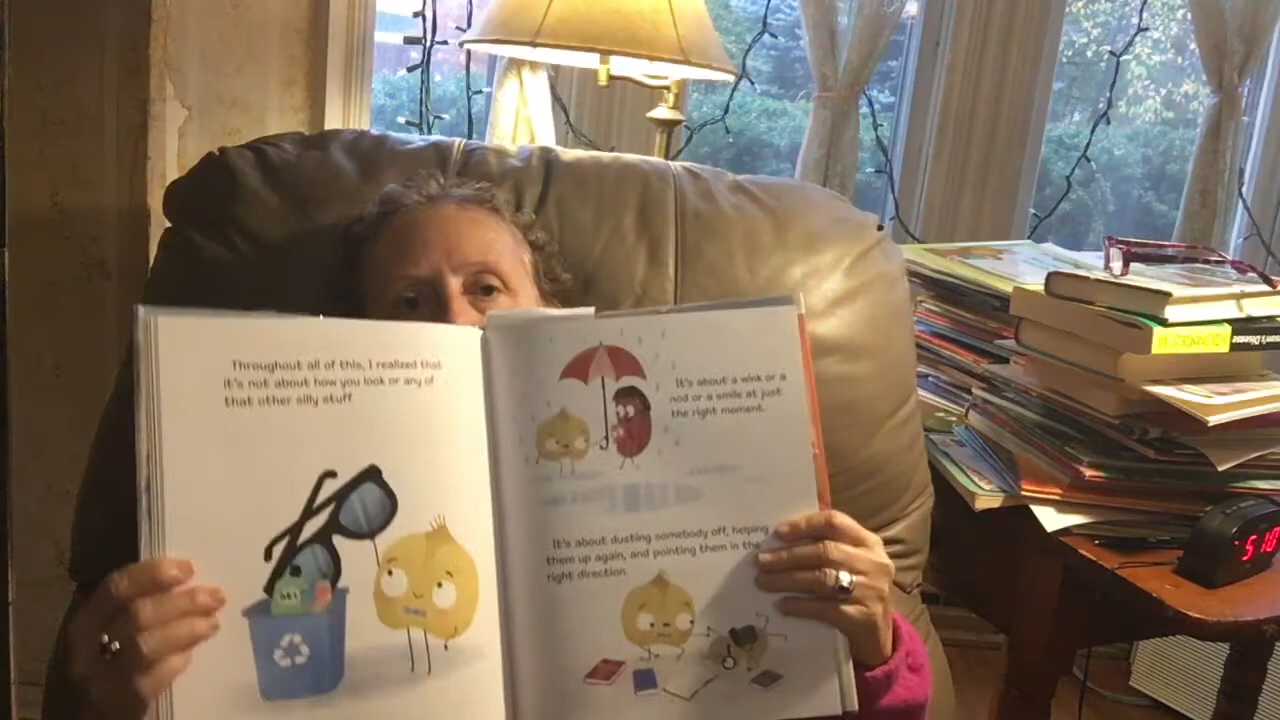 Throughout all of this, I realized that
it's not about how you look or any of
that other silly stuff
It's about a wink or a
nod or a smile at just
the right moment.
It's about dusting somebody off, helping
them up again, and pointing them in the
right direction.
son's Disease
5 10